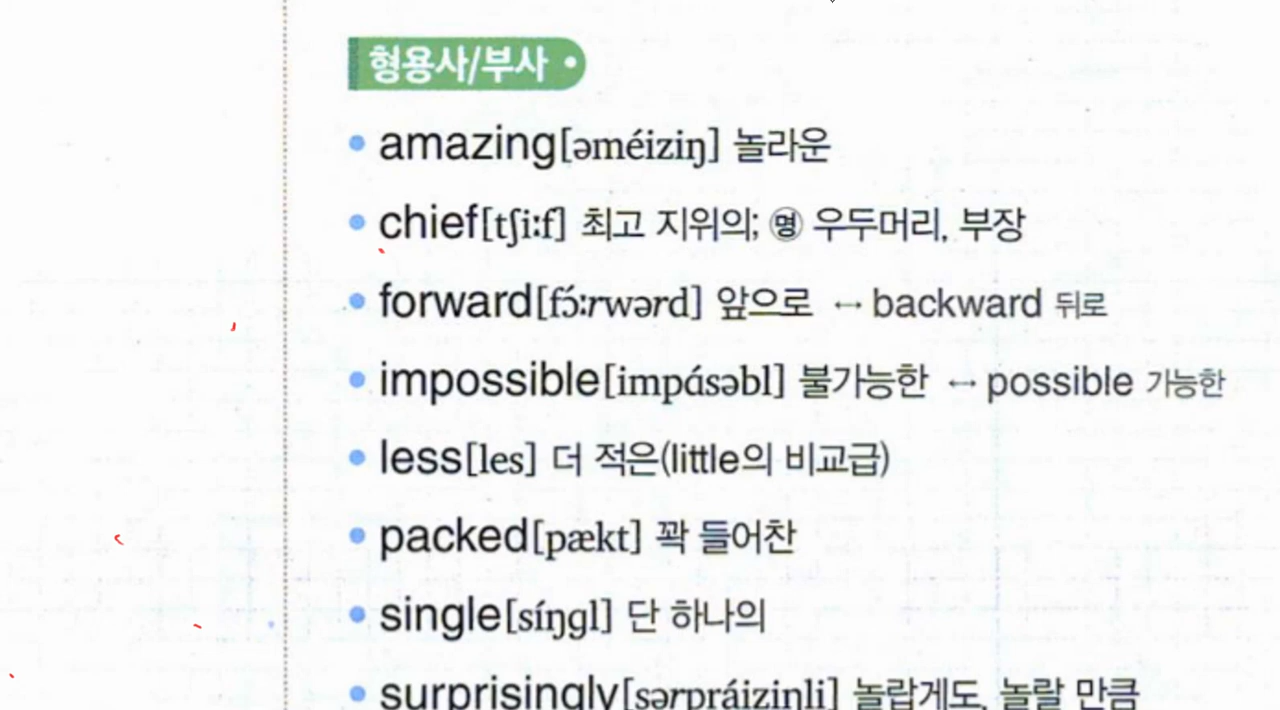 형용사/부사
amazing[əméiziŋ] 놀라운
chief[tʃiːf] 최고 지위의; ㊔ 우두머리, 부장
forward[fɔ́ːrwərd] 앞으로 ↔ backward 뒤로
impossible[impɑ́səbl] 불가능한 ↔ possible 가능한
less[les] 더 적은(little의 비교급)
packed[pækt] 꽉 들어찬
single[síŋgl] 단 하나의
surprisingly[sərpráiziŋli] 놀랍게도, 놀랄 만큼